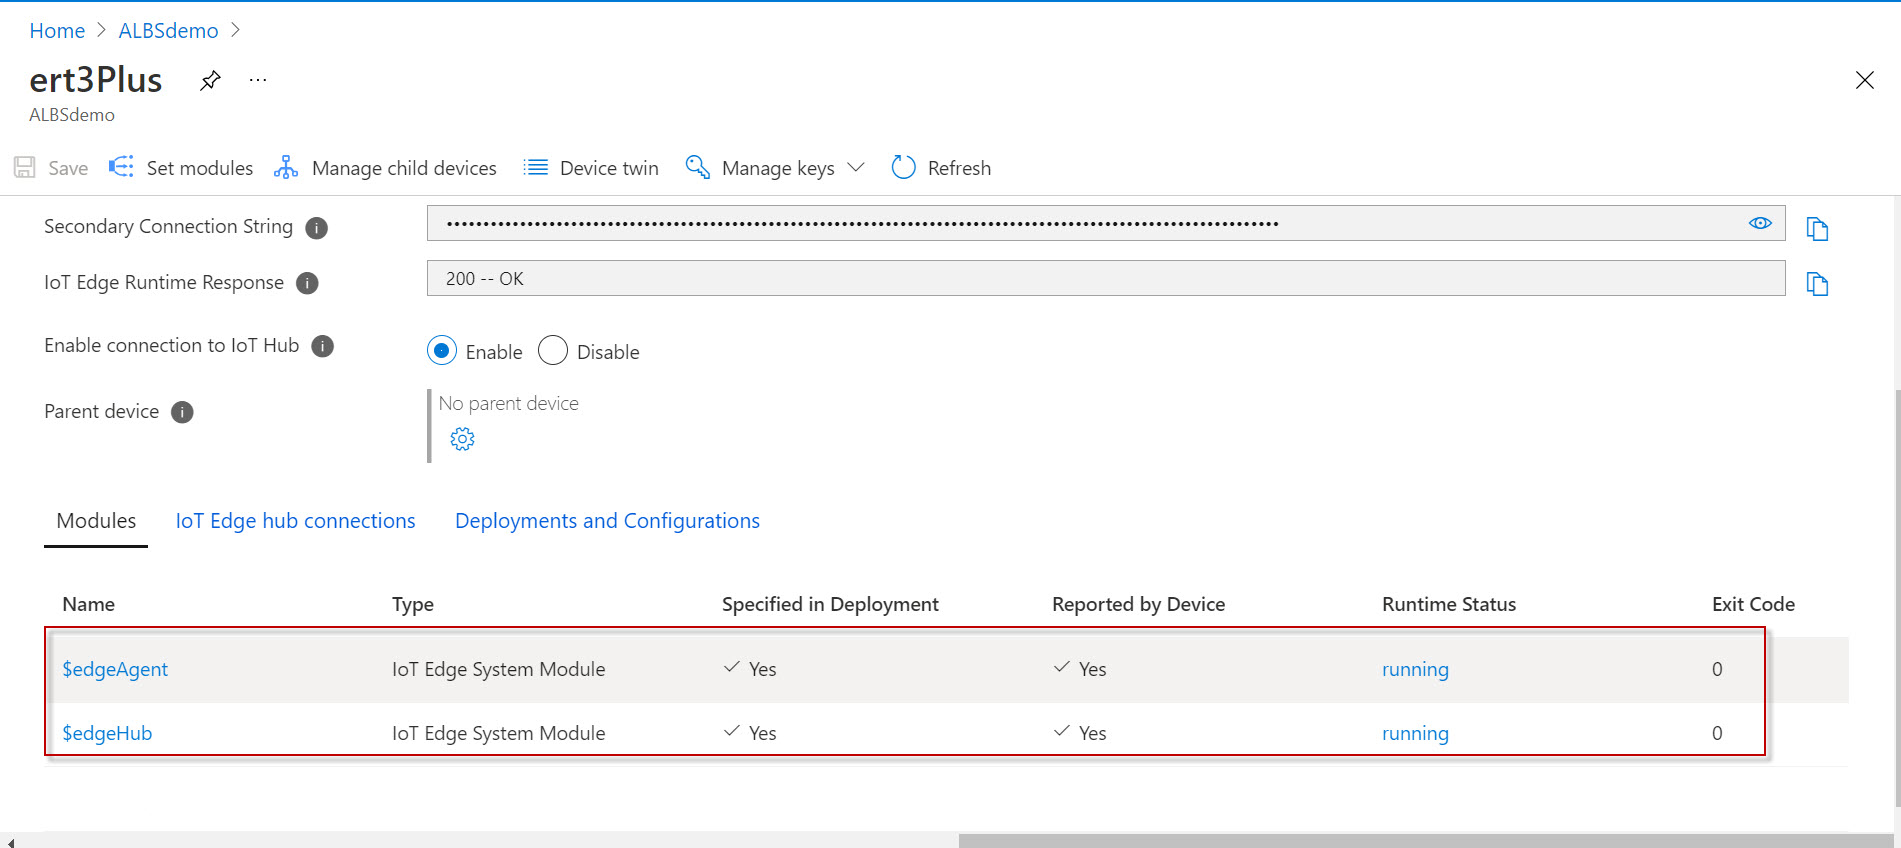 Home > ALBSdemo >
ert3Plus ...
ALBSdemo
Save Set modules Manage child devices Device twin Manage keys Refresh
Secondary Connection String i ••••••••••••••••••••••••••••••••••••••••••••••••••••••••••••••••••••••••••••••••••••••••••••••••••••••••••••••
IoT Edge Runtime Response i 200 -- OK
Enable connection to IoT Hub i Enable Disable
Parent device i No parent device
Modules IoT Edge hub connections Deployments and Configurations
Name Type Specified in Deployment Reported by Device Runtime Status Exit Code
$edgeAgent IoT Edge System Module Yes Yes running 0
$edgeHub IoT Edge System Module Yes Yes running 0